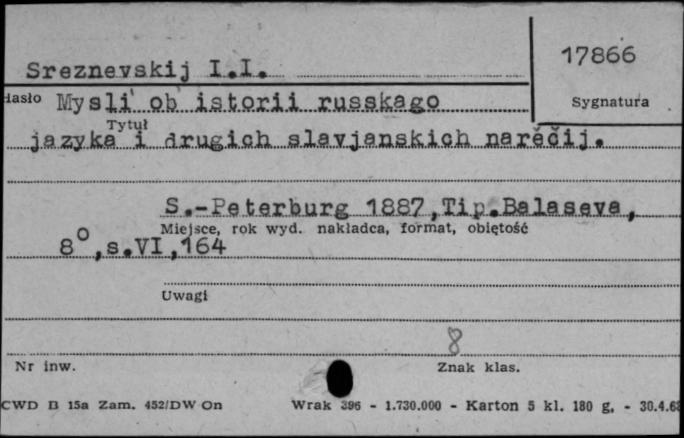 17866
Sreznevskij I.I.
Hasło Mysli ob istorii russkago
Sygnatura
Tytuł
jazyka i drugich slavjanskich narěčij.
S.-Peterburg 1887,Tip.Balaseva,
Miejsce, rok wyd. nakładca, format, objętość
8°,s.VI,164
Uwagi
8
Nr inw.
Znak klas.
CWD B 15a Zam. 452/DW On Wrak 396 - 1.730.000 - Karton 5 kl. 180 g. - 30.4.68